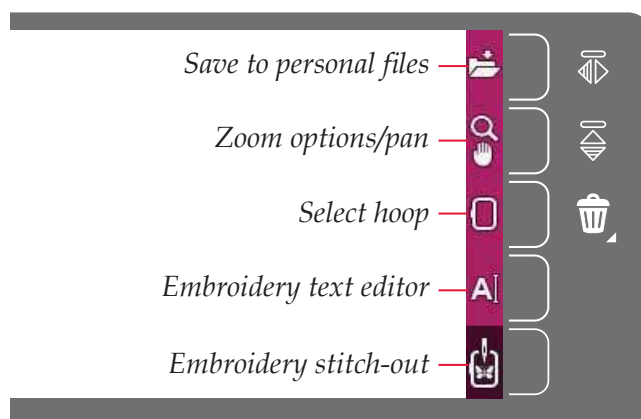 Save to personal files
Zoom options/pan
Select hoop
Embroidery text editor
A
Embroidery stitch-out